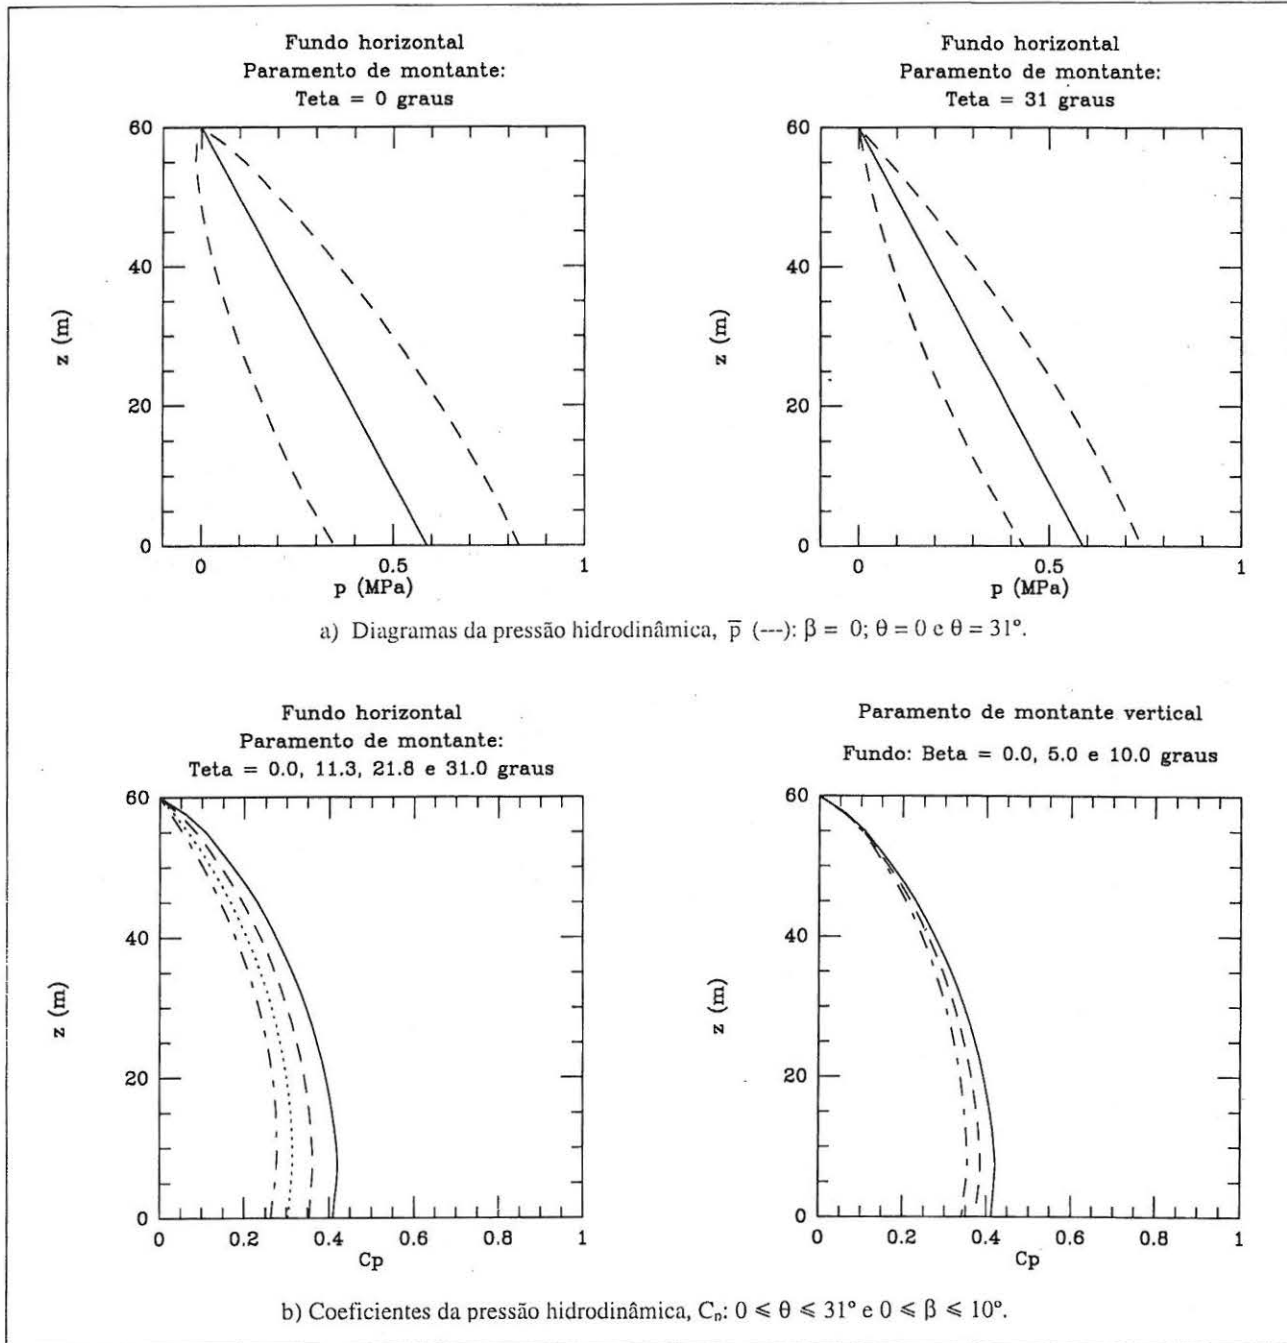 Fundo horizontal
Paramento de montante:
Teta = 0 graus
60
40
20
0
z (m)
0
0.5
1
p (MPa)
Fundo horizontal
Paramento de montante:
Teta = 31 graus
60
40
20
0
z (m)
0
0.5
1
p (MPa)
a) Diagramas da pressão hidrodinâmica, p̅ (---): β = 0; θ = 0 e θ = 31°.
Fundo horizontal
Paramento de montante:
Teta = 0.0, 11.3, 21.8 e 31.0 graus
60
40
20
0
z (m)
0
0.2
0.4
0.6
0.8
1
Cp
Paramento de montante vertical
Fundo: Beta = 0.0, 5.0 e 10.0 graus
60
40
20
0
z (m)
0
0.2
0.4
0.6
0.8
1
Cp
b) Coeficientes da pressão hidrodinâmica, Cₚ: 0 ⩽ θ ⩽ 31° e 0 ⩽ β ⩽ 10°.